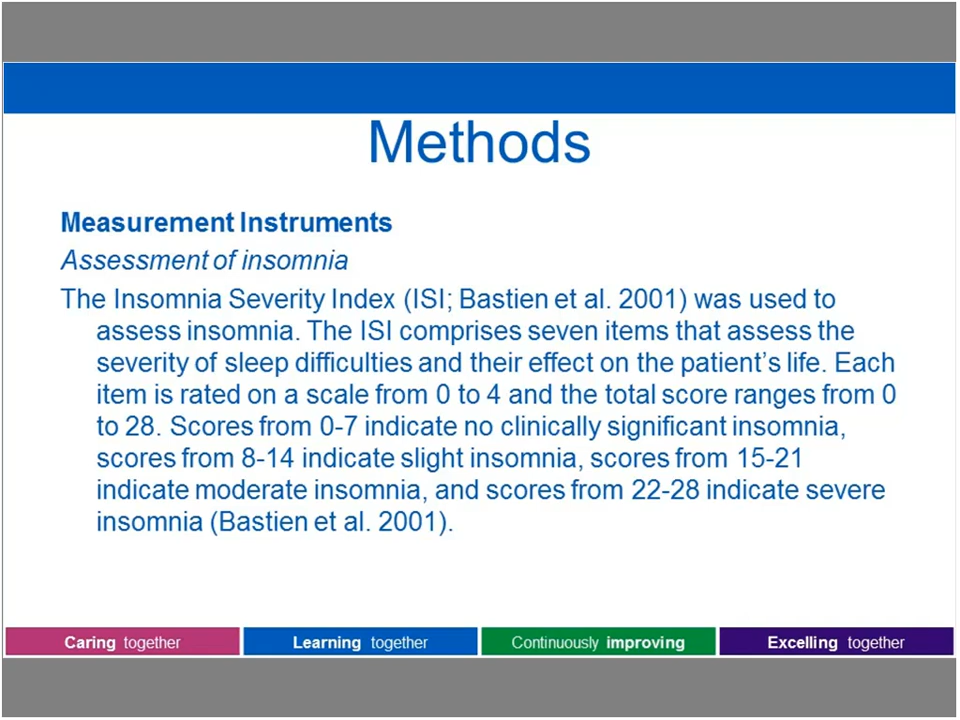 Methods
Measurement Instruments
Assessment of insomnia
The Insomnia Severity Index (ISI; Bastien et al. 2001) was used to
assess insomnia. The ISI comprises seven items that assess the
severity of sleep difficulties and their effect on the patient’s life. Each
item is rated on a scale from 0 to 4 and the total score ranges from 0
to 28. Scores from 0-7 indicate no clinically significant insomnia,
scores from 8-14 indicate slight insomnia, scores from 15-21
indicate moderate insomnia, and scores from 22-28 indicate severe
insomnia (Bastien et al. 2001).
Caring together
Learning together
Continuously improving
Excelling together